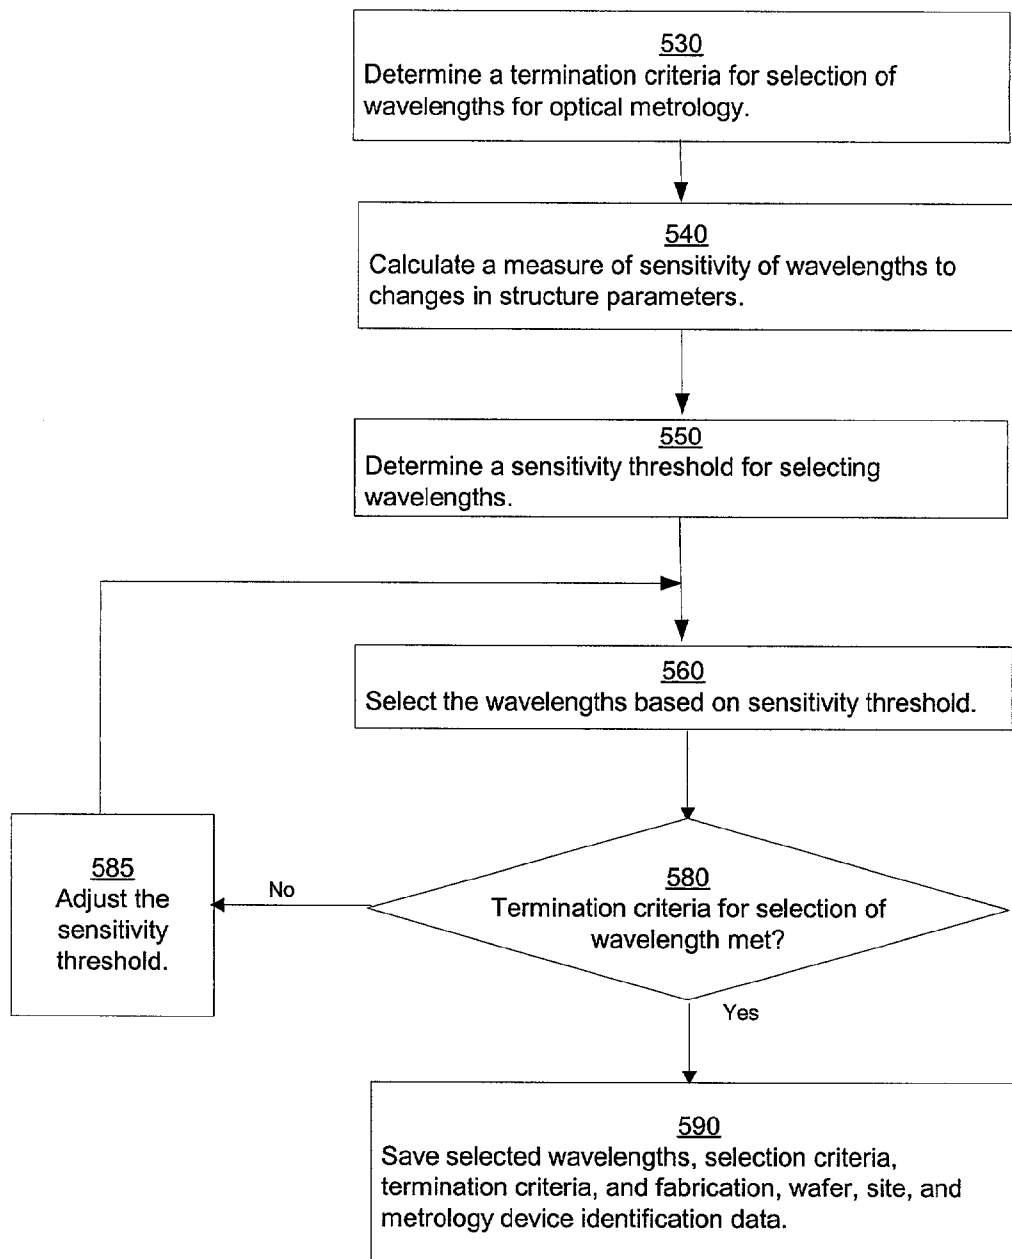 530
Determine a termination criteria for selection of
wavelengths for optical metrology.
540
Calculate a measure of sensitivity of wavelengths to
changes in structure parameters.
550
Determine a sensitivity threshold for selecting
wavelengths.
560
Select the wavelengths based on sensitivity threshold.
580
Termination criteria for selection of
wavelength met?
No
585
Adjust the
sensitivity
threshold.
Yes
590
Save selected wavelengths, selection criteria,
termination criteria, and fabrication, wafer, site, and
metrology device identification data.